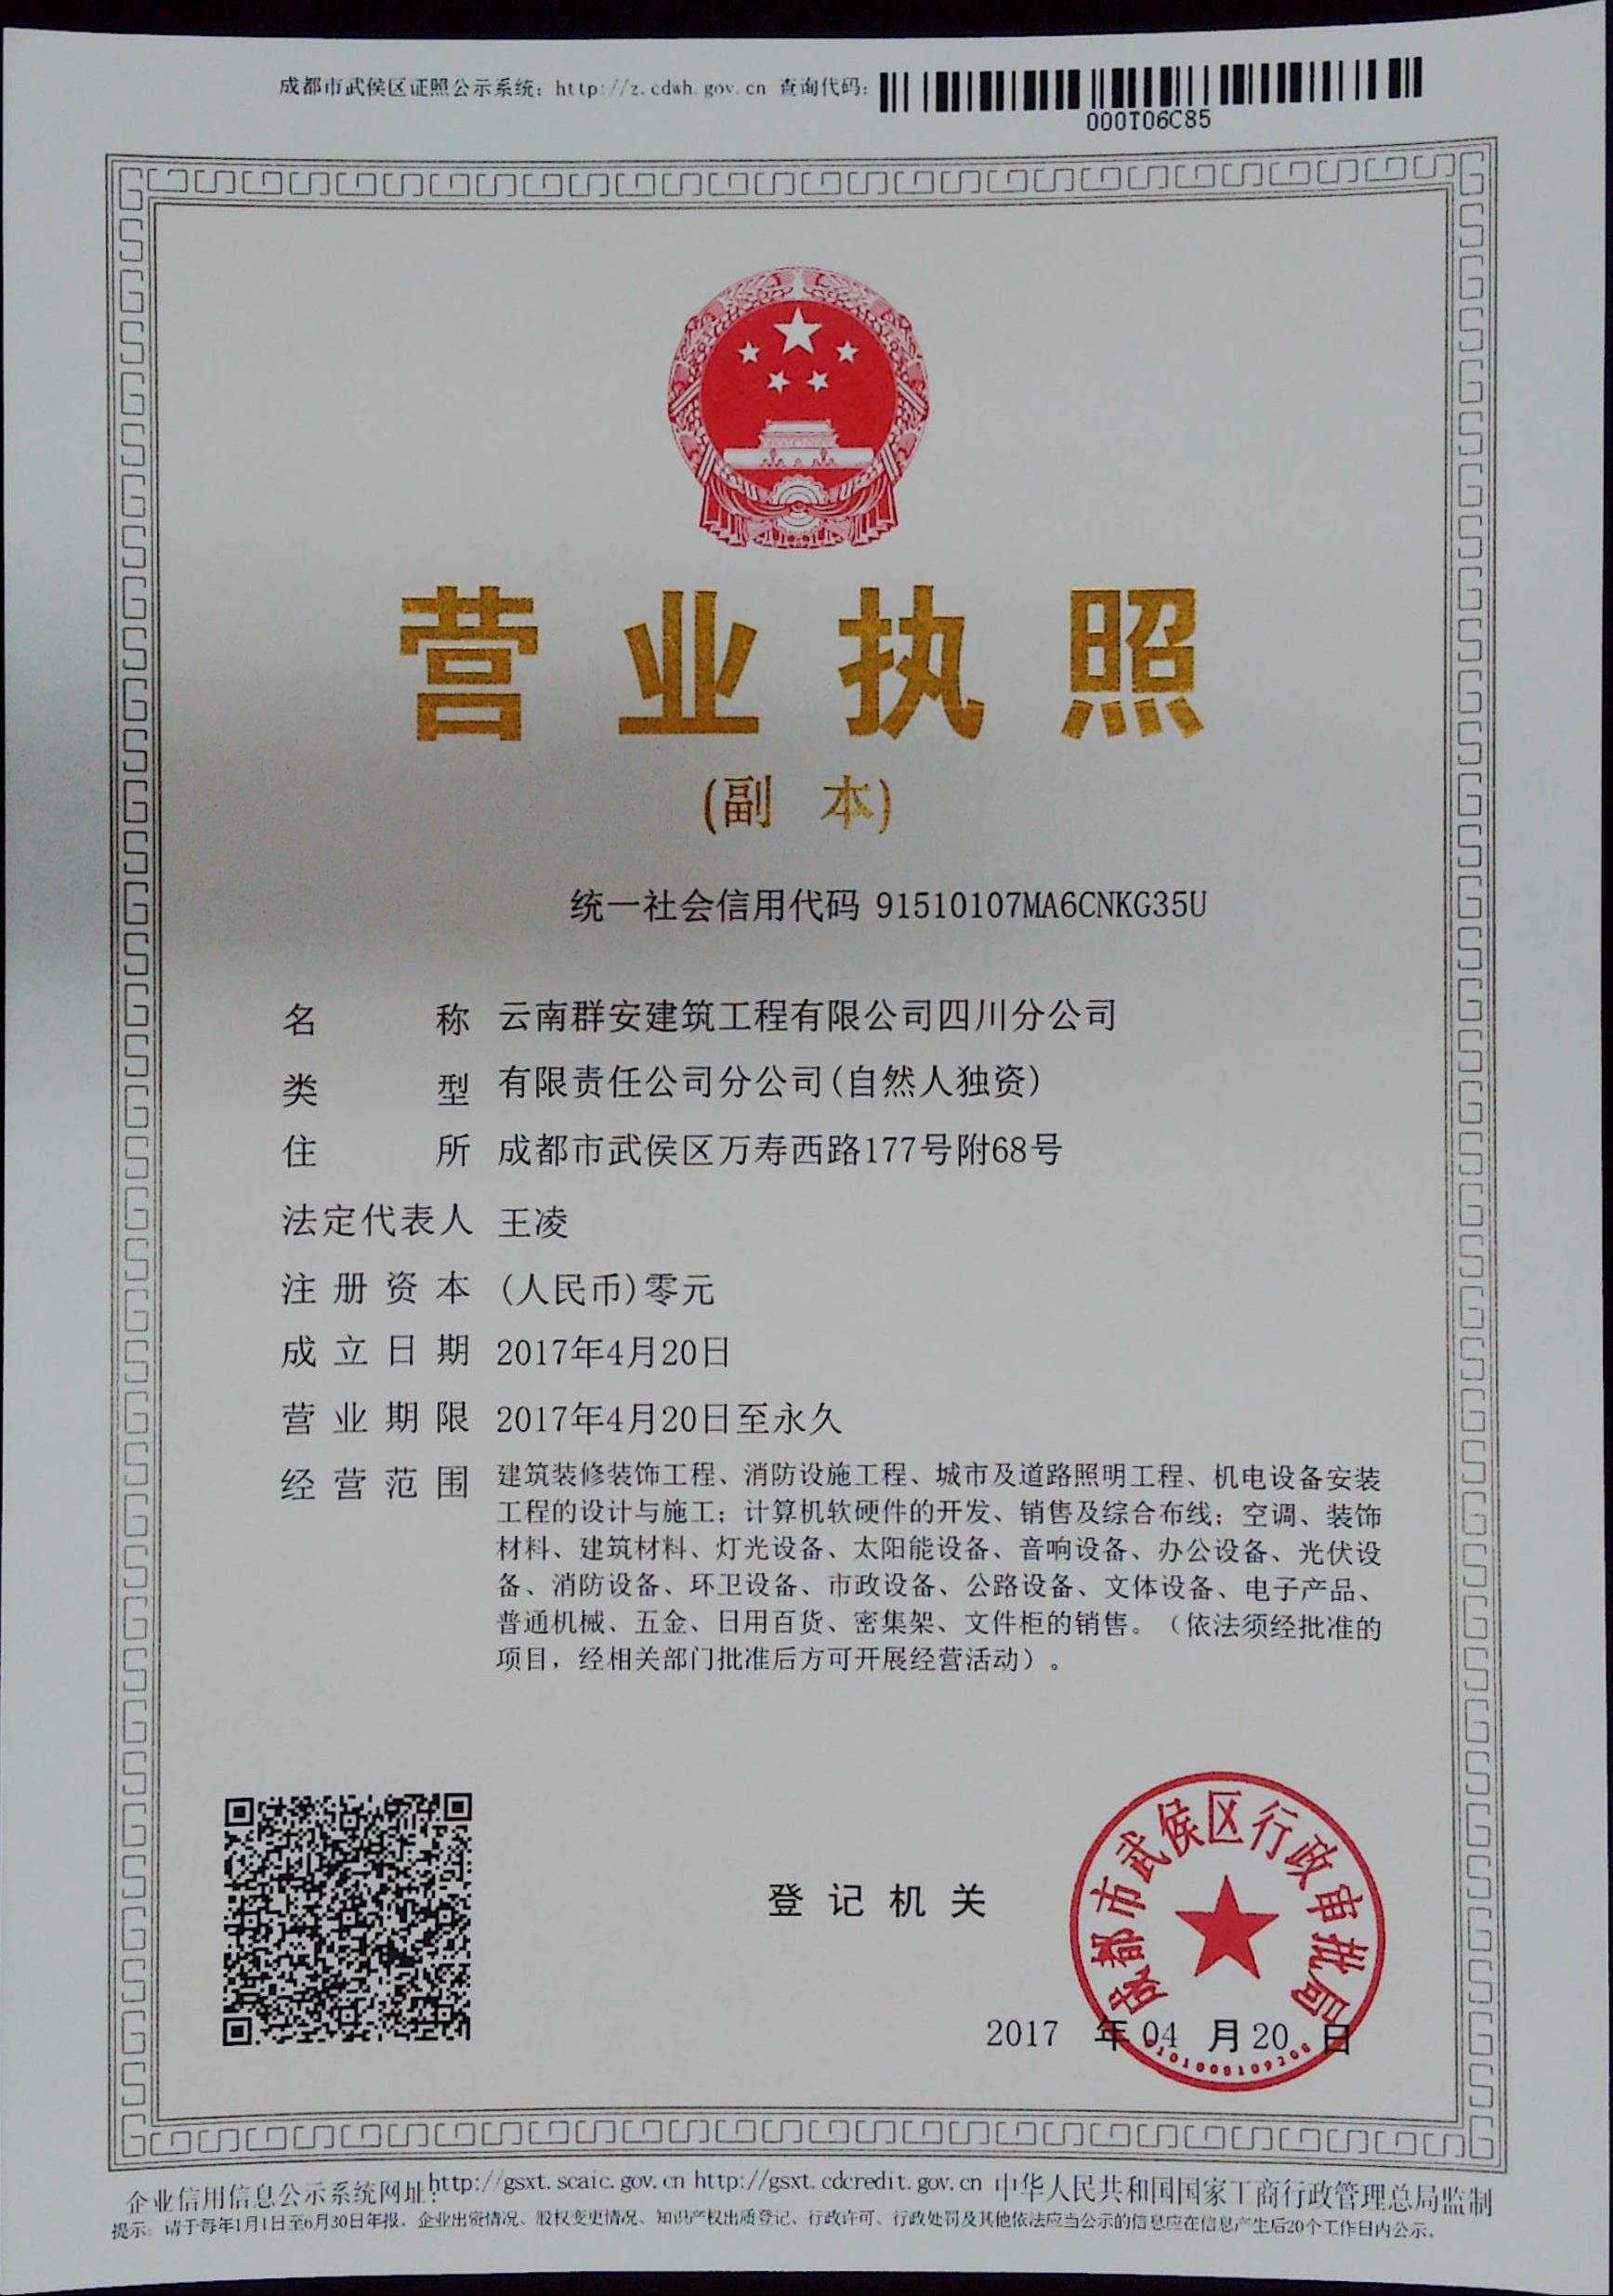 成都市武侯区证照公示系统: http://z.cdwh.gov.cn 查询代码:
000T06C85
营业执照
(副 本)
统一社会信用代码 91510107MA6CNKG35U
名 称 云南群安建筑工程有限公司四川分公司
类 型 有限责任公司分公司(自然人独资)
住 所 成都市武侯区万寿西路177号附68号
法定代表人 王凌
注册资本 (人民币)零元
成立日期 2017年4月20日
营业期限 2017年4月20日至永久
经营范围 建筑装修装饰工程、消防设施工程、城市及道路照明工程、机电设备安装
工程的设计与施工；计算机软硬件的开发、销售及综合布线；空调、装饰
材料、建筑材料、灯光设备、太阳能设备、音响设备、办公设备、光伏设
备、消防设备、环卫设备、市政设备、公路设备、文体设备、电子产品、
普通机械、五金、日用百货、密集架、文件柜的销售。（依法须经批准的
项目，经相关部门批准后方可开展经营活动）。
成都市武侯区行政审批局
登记机关
2017 年 04 月 20 日
企业信用信息公示系统网址: http://gsxt.scaic.gov.cn http://gsxt.cdcredit.gov.cn 中华人民共和国国家工商行政管理总局监制
提示: 请于每年1月1日至6月30日年报。企业出资情况、股权变更情况、知识产权出质登记、行政许可、行政处罚及其他依法应当公示的信息应在信息产生后20个工作日内公示。